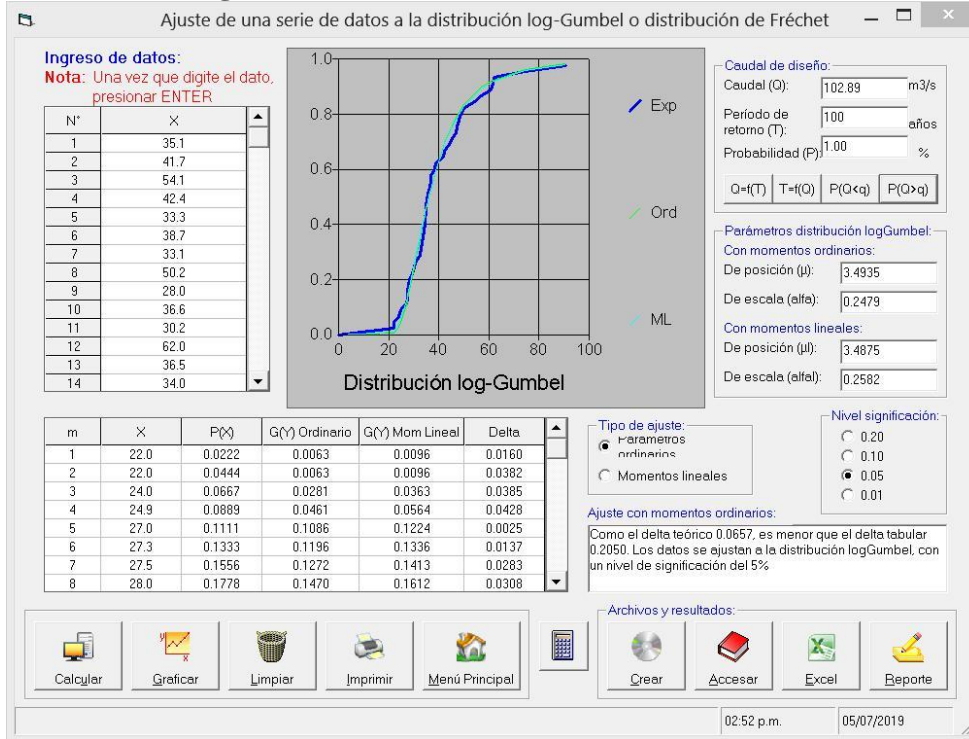 Ajuste de una serie de datos a la distribución log-Gumbel o distribución de Fréchet
Ingreso de datos:
Nota: Una vez que digite el dato,
presionar ENTER
N° X
1 35.1
2 41.7
3 54.1
4 42.4
5 33.3
6 38.7
7 33.1
8 50.2
9 28.0
10 36.6
11 30.2
12 62.0
13 36.5
14 34.0
1.0
0.8
0.6
0.4
0.2
0.0
0 20 40 60 80 100
Distribución log-Gumbel
Exp
Ord
ML
Caudal de diseño:
Caudal (Q): 102.89 m3/s
Período de
retorno (T): 100 años
Probabilidad (P): 1.00 %
Q=f(T) T=f(Q) P(Q<q) P(Q>q)
Parámetros distribución logGumbel:
Con momentos ordinarios:
De posición (μ): 3.4935
De escala (alfa): 0.2479
Con momentos lineales:
De posición (μl): 3.4875
De escala (alfal): 0.2582
m X P(X) G(Y) Ordinario G(Y) Mom Lineal Delta
1 22.0 0.0222 0.0063 0.0096 0.0160
2 22.0 0.0444 0.0063 0.0096 0.0382
3 24.0 0.0667 0.0281 0.0363 0.0385
4 24.9 0.0889 0.0461 0.0564 0.0428
5 27.0 0.1111 0.1086 0.1224 0.0025
6 27.3 0.1333 0.1196 0.1336 0.0137
7 27.5 0.1556 0.1272 0.1413 0.0283
8 28.0 0.1778 0.1470 0.1612 0.0308
Tipo de ajuste:
Parámetros
ordinarios
Momentos lineales
Nivel significación:
0.20
0.10
0.05
0.01
Ajuste con momentos ordinarios:
Como el delta teórico 0.0657, es menor que el delta tabular
0.2050. Los datos se ajustan a la distribución logGumbel, con
un nivel de significación del 5%
Calcular Graficar Limpiar Imprimir Menú Principal
Archivos y resultados:
Crear Accesar Excel Reporte
02:52 p.m. 05/07/2019